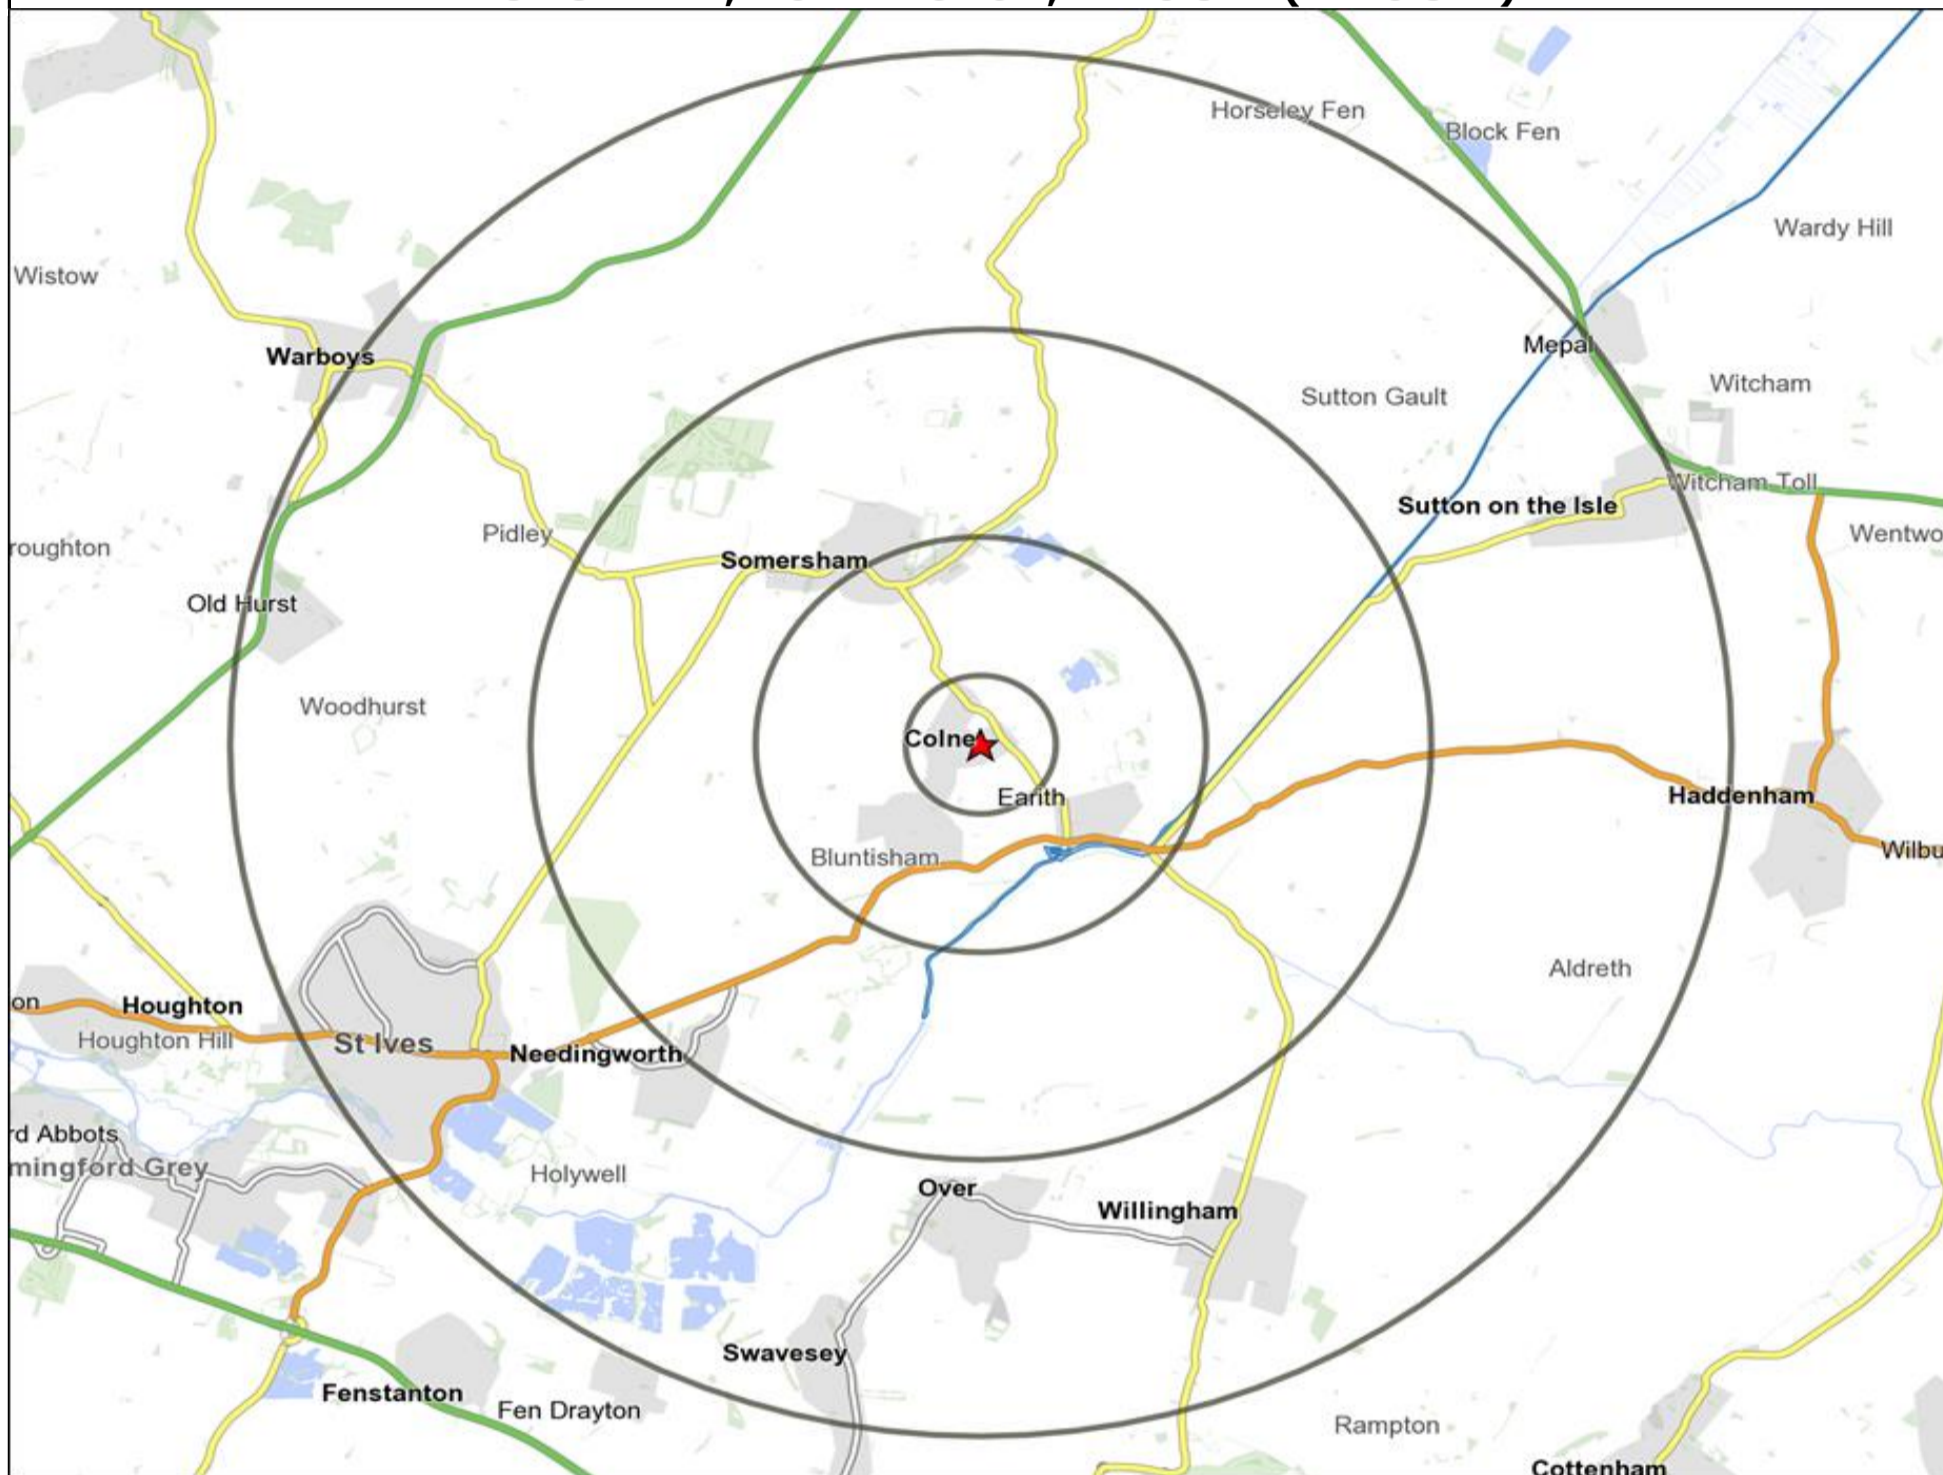 Horseley Fen
Block Fen
Wardy Hill
Wistow
Mepal
Warboys
Witcham
Sutton Gault
Witcham Toll
Sutton on the Isle
Pidley
Wentwo
roughton
Somersham
Old Hurst
Woodhurst
Colne
Earith
Haddenham
Wilbu
Bluntisham
Aldreth
on
Houghton
Houghton Hill
St Ives
Needingworth
rd Abbots
mingford Grey
Holywell
Over
Willingham
Swavesey
Fenstanton
Fen Drayton
Rampton
Cottenham